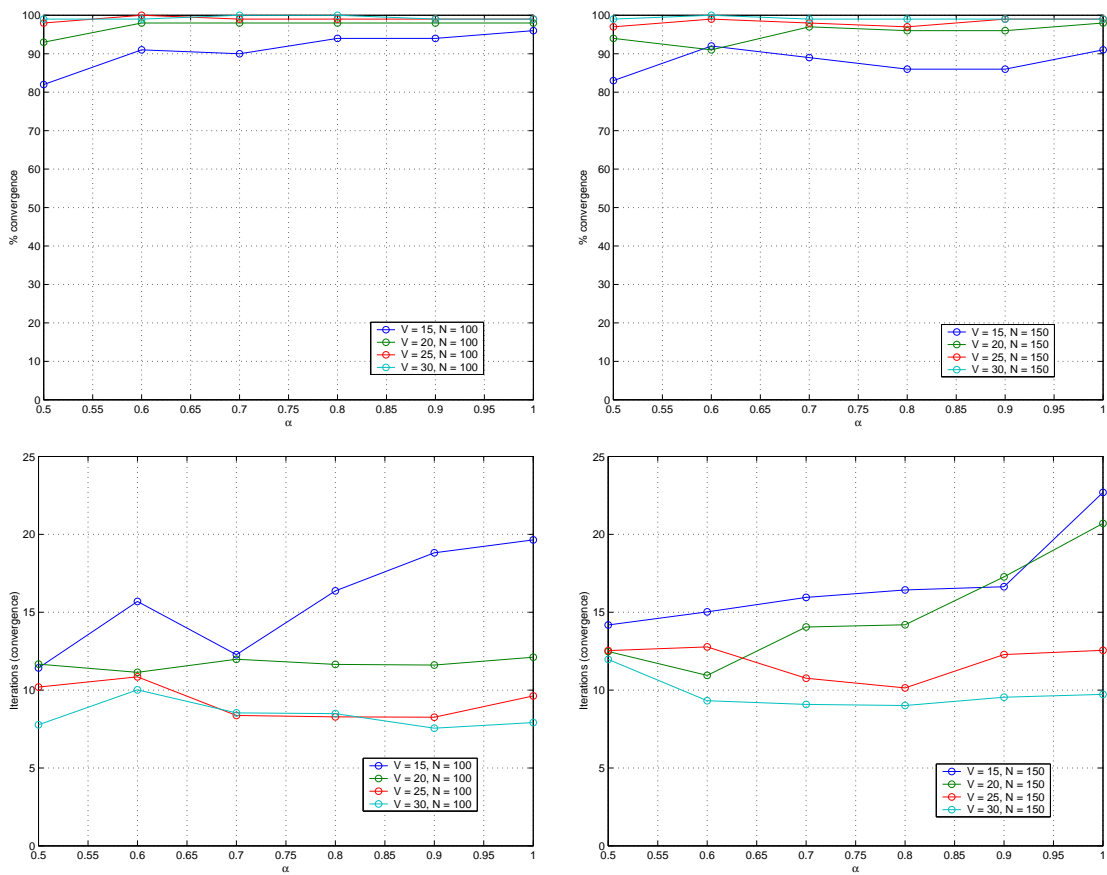 100
90
80
70
60
50
40
30
20
10
0
% convergence
0.5 0.55 0.6 0.65 0.7 0.75 0.8 0.85 0.9 0.95 1
α
V = 15, N = 100
V = 20, N = 100
V = 25, N = 100
V = 30, N = 100
100
90
80
70
60
50
40
30
20
10
0
% convergence
0.5 0.55 0.6 0.65 0.7 0.75 0.8 0.85 0.9 0.95 1
α
V = 15, N = 150
V = 20, N = 150
V = 25, N = 150
V = 30, N = 150
25
20
15
10
5
0
Iterations (convergence)
0.5 0.55 0.6 0.65 0.7 0.75 0.8 0.85 0.9 0.95 1
α
V = 15, N = 100
V = 20, N = 100
V = 25, N = 100
V = 30, N = 100
25
20
15
10
5
0
Iterations (convergence)
0.5 0.55 0.6 0.65 0.7 0.75 0.8 0.85 0.9 0.95 1
α
V = 15, N = 150
V = 20, N = 150
V = 25, N = 150
V = 30, N = 150